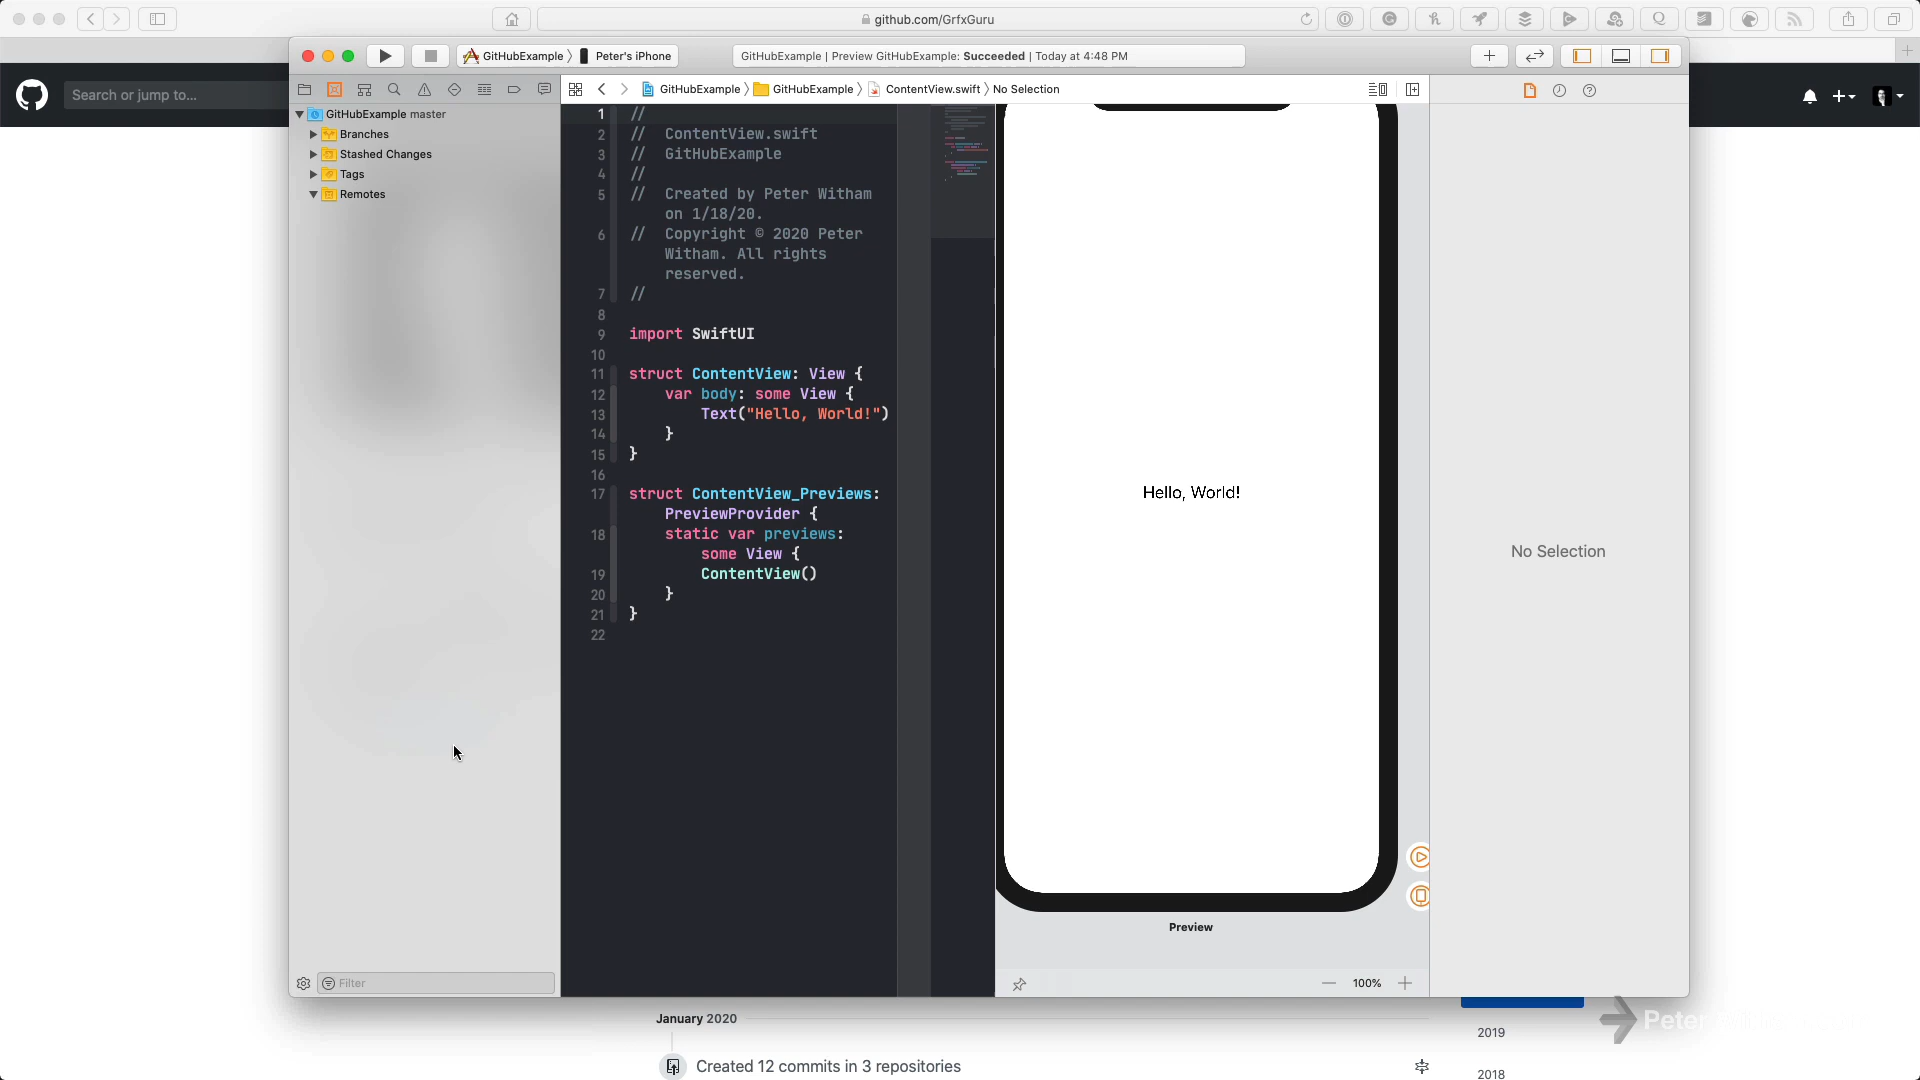 github.com/GrfxGuru
GitHubExample
Peter's iPhone
GitHubExample | Preview GitHubExample: Succeeded | Today at 4:48 PM
Search or jump to...
GitHubExample
GitHubExample
ContentView.swift
No Selection
GitHubExample master
Branches
Stashed Changes
Tags
Remotes
1 //
2 // ContentView.swift
3 // GitHubExample
4 //
5 // Created by Peter Witham
on 1/18/20.
6 // Copyright © 2020 Peter
Witham. All rights
reserved.
7 //
8
9 import SwiftUI
10
11 struct ContentView: View {
12 var body: some View {
13 Text("Hello, World!")
14 }
15 }
16
17 struct ContentView_Previews:
PreviewProvider {
18 static var previews:
some View {
19 ContentView()
20 }
21 }
22
Hello, World!
Preview
100%
No Selection
Filter
January 2020
Created 12 commits in 3 repositories
2019
2018
Peter